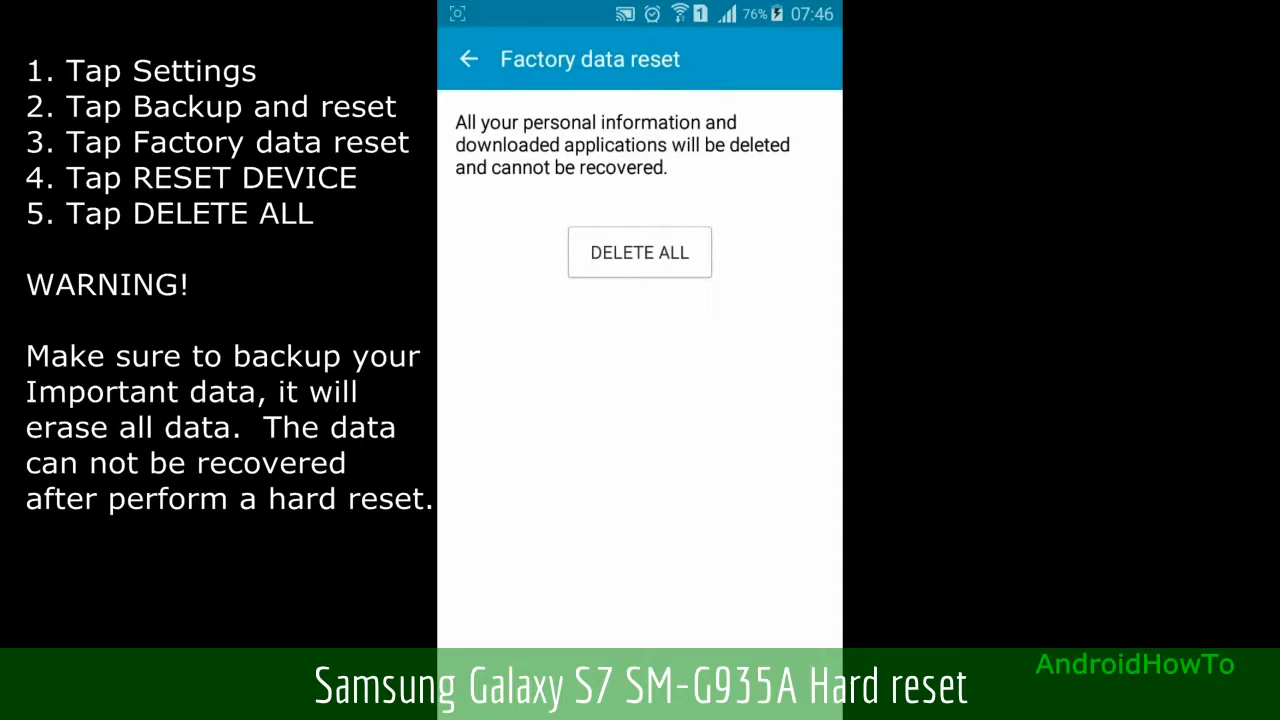 1. Tap Settings
2. Tap Backup and reset
3. Tap Factory data reset
4. Tap RESET DEVICE
5. Tap DELETE ALL
WARNING!
Make sure to backup your
Important data, it will
erase all data.  The data
can not be recovered
after perform a hard reset.
1 76% 07:46
Factory data reset
All your personal information and
downloaded applications will be deleted
and cannot be recovered.
DELETE ALL
AndroidHowTo
Samsung Galaxy S7 SM-G935A Hard reset